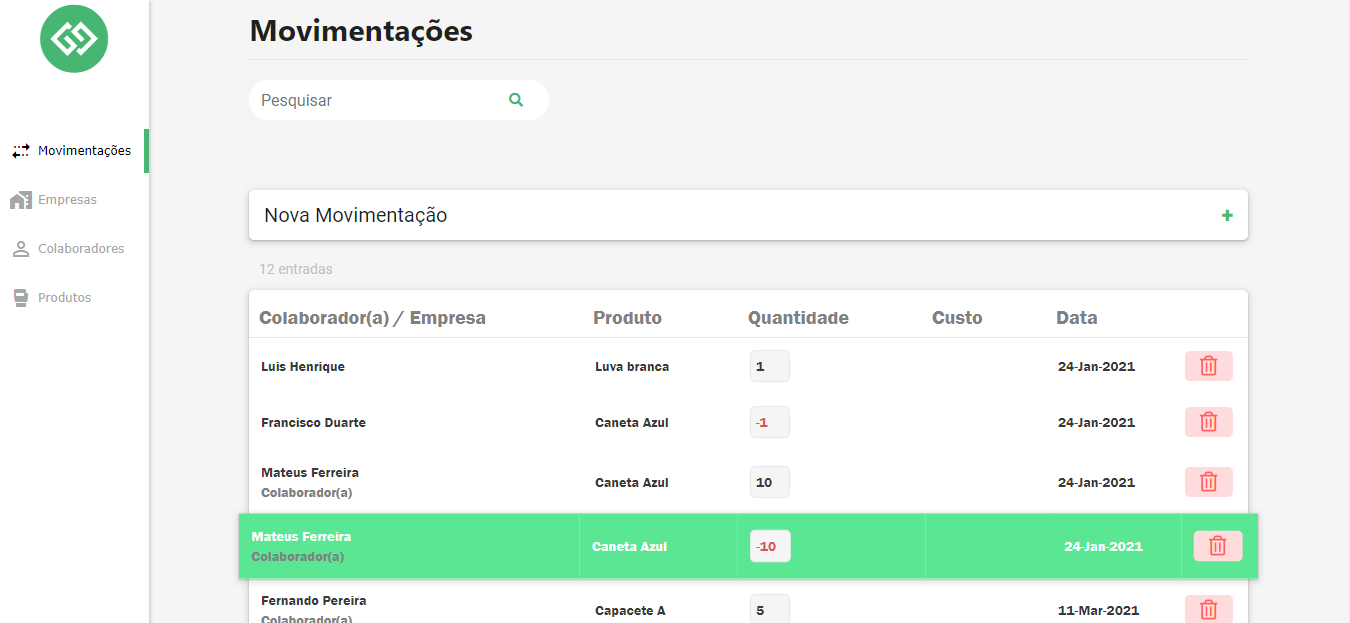 Movimentações
Pesquisar
Movimentações
Empresas
Colaboradores
Produtos
Nova Movimentação
12 entradas
Colaborador(a) / Empresa Produto Quantidade Custo Data
Luis Henrique Luva branca 1 24-Jan-2021
Francisco Duarte Caneta Azul -1 24-Jan-2021
Mateus Ferreira
Colaborador(a) Caneta Azul 10 24-Jan-2021
Mateus Ferreira
Colaborador(a) Caneta Azul -10 24-Jan-2021
Fernando Pereira
Colaborador(a) Capacete A 5 11-Mar-2021